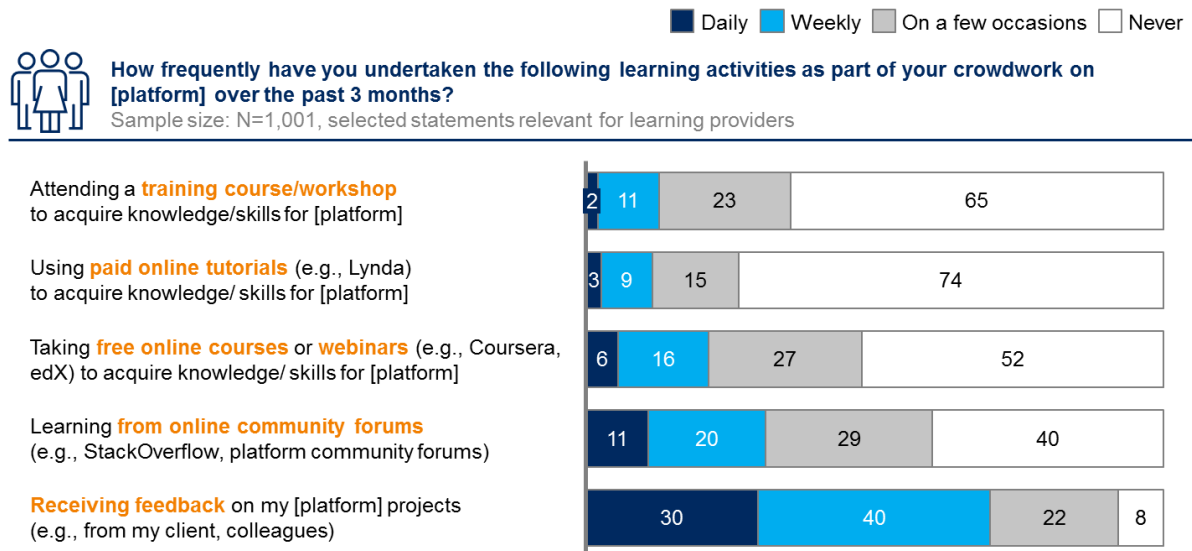 Daily Weekly On a few occasions Never
How frequently have you undertaken the following learning activities as part of your crowdwork on
[platform] over the past 3 months?
Sample size: N=1,001, selected statements relevant for learning providers
Attending a training course/workshop
to acquire knowledge/skills for [platform]
2 11 23 65
Using paid online tutorials (e.g., Lynda)
to acquire knowledge/ skills for [platform]
3 9 15 74
Taking free online courses or webinars (e.g., Coursera,
edX) to acquire knowledge/ skills for [platform]
6 16 27 52
Learning from online community forums
(e.g., StackOverflow, platform community forums)
11 20 29 40
Receiving feedback on my [platform] projects
(e.g., from my client, colleagues)
30 40 22 8